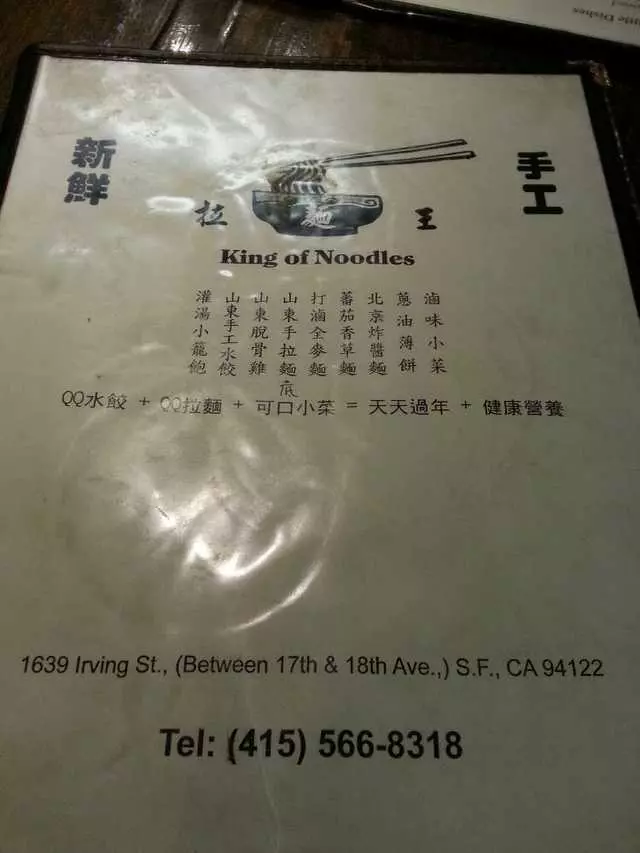 ttle Dishes
新鮮
手工
拉麵王
King of Noodles
滷味小菜
蔥油薄餅
北京炸醬麵
蕃茄香草麵
打滷全麥麵
山東手拉麵底
山東脫骨雞
山東手工水餃
灌湯小籠飽
QQ水餃 + QQ拉麵 + 可口小菜 = 天天過年 + 健康營養
1639 Irving St., (Between 17th & 18th Ave.,) S.F., CA 94122
Tel: (415) 566-8318